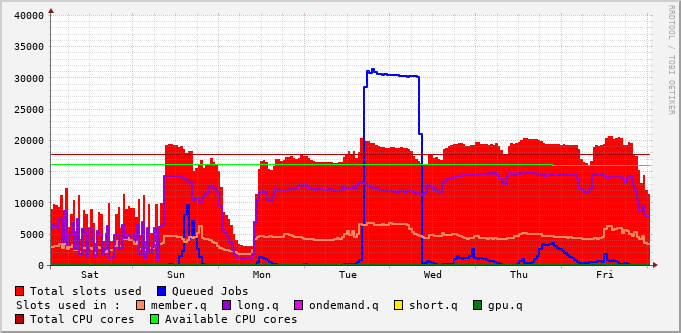 40000
35000
30000
25000
20000
15000
10000
5000
0
Sat Sun Mon Tue Wed Thu Fri
Total slots used Queued Jobs
Slots used in : member.q long.q ondemand.q short.q gpu.q
Total CPU cores Available CPU cores
RRDTOOL / TOBI OETIKER